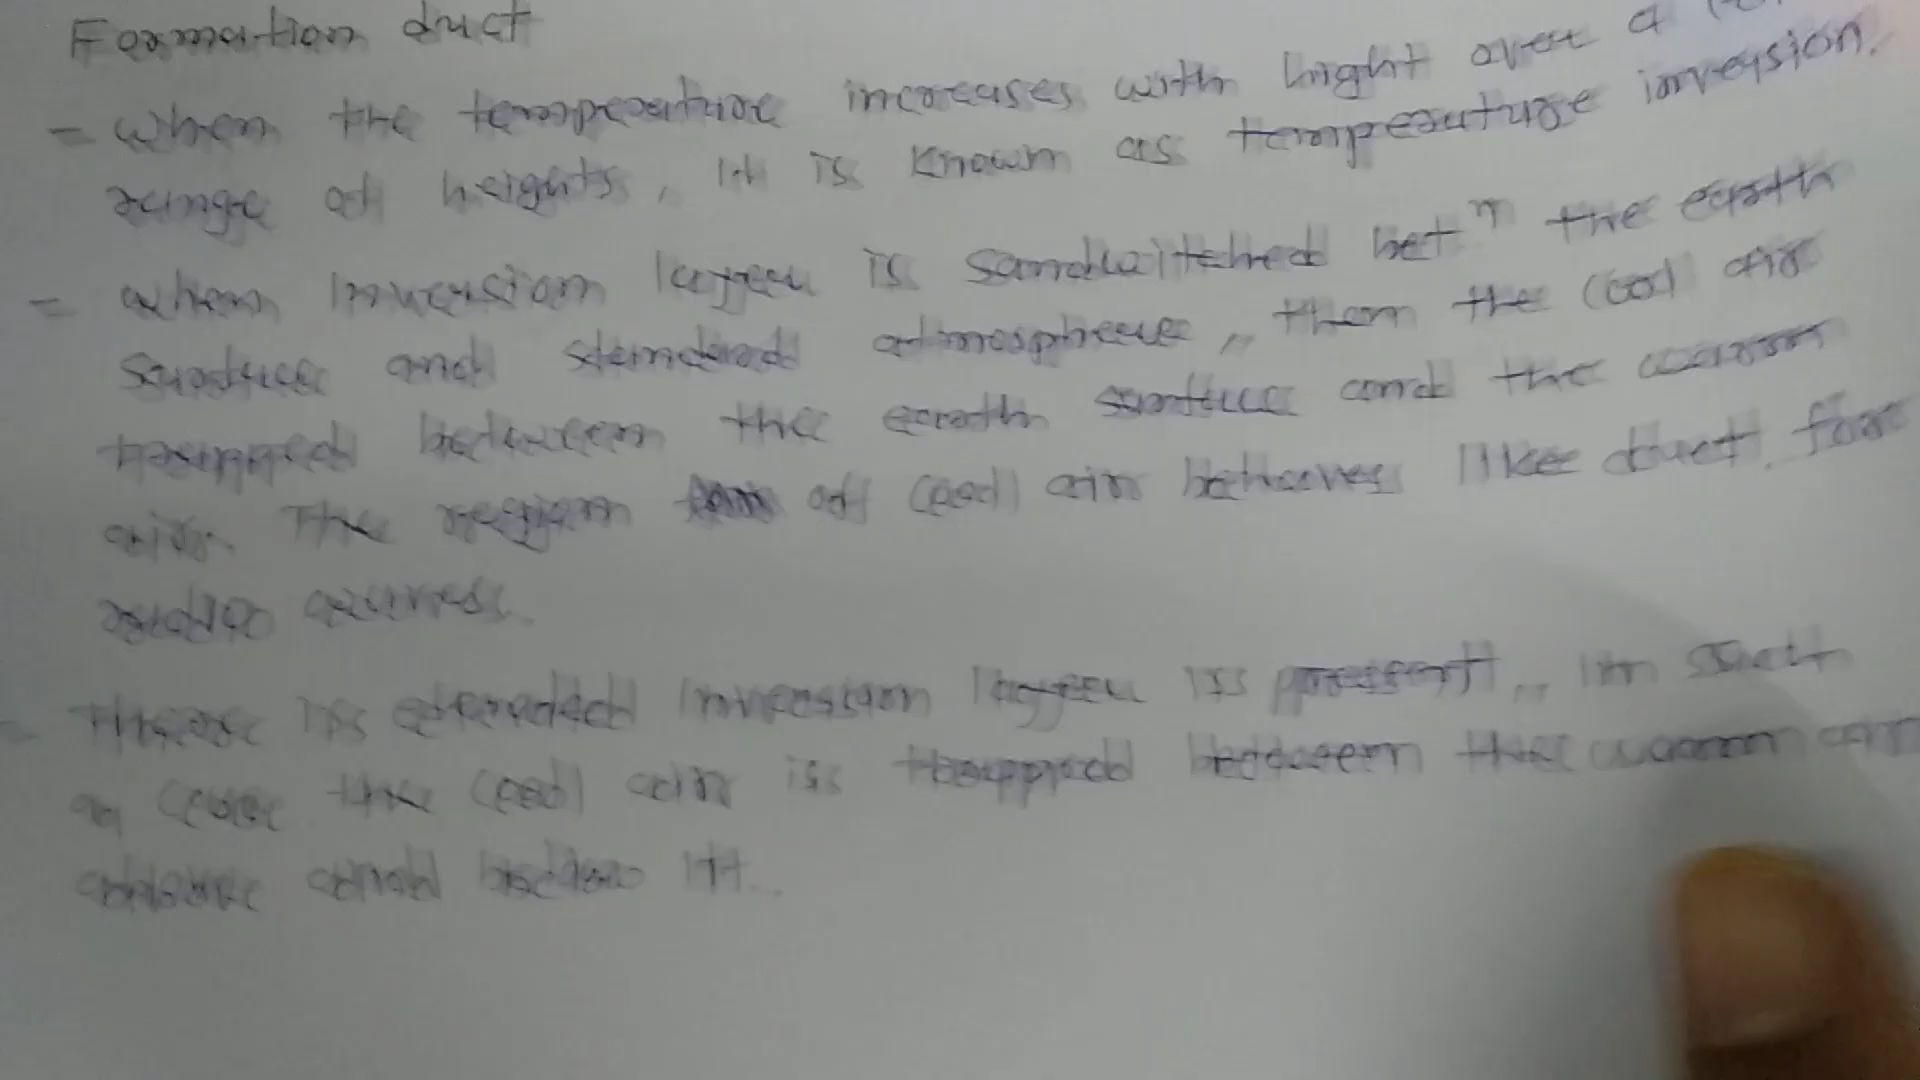 Formation duct
- when the temperature increases with hight over a
range of heights, it is known as temperature inversion.
- when inversion layer is sandwitched betn the earth
surface and standard atmosphere, then the cool air
trapped between the earth surface and the warm
air. The region of cool air behaves like duct for
radio
- There is elevated inversion layer is present, in such
a case the cool air is trapped between the warm air
above and below it.